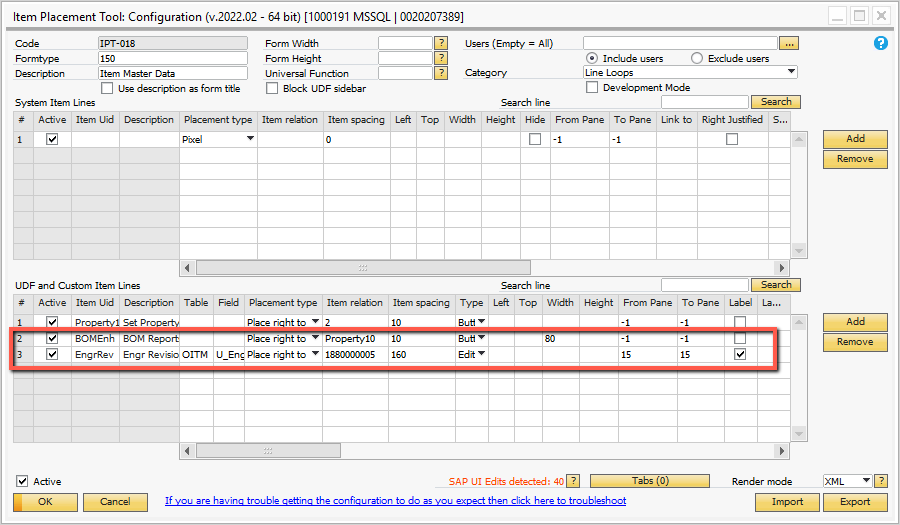 Item Placement Tool: Configuration (v.2022.02 - 64 bit) [1000191 MSSQL | 0020207389]
Code IPT-018 Form Width ? Users (Empty = All) ... ?
Formtype 150 Form Height ? Include users Exclude users
Description Item Master Data Universal Function ? Category Line Loops
Use description as form title Block UDF sidebar Development Mode
System Item Lines Search line Search
# Active Item Uid Description Placement type Item relation Item spacing Left Top Width Height Hide From Pane To Pane Link to Right Justified S...
1 Pixel 0 -1 -1 Add
Remove
UDF and Custom Item Lines Search line Search
# Active Item Uid Description Table Field Placement type Item relation Item spacing Type Left Top Width Height From Pane To Pane Label La...
1 Property1 Set Property Place right to 2 10 Butt -1 -1 Add
2 BOMEnh BOM Reports Place right to Property10 10 Butt 80 -1 -1 Remove
3 EngrRev Engr Revisio OITM U_Eng Place right to 1880000005 160 Edit 15 15
Active SAP UI Edits detected: 40 ? Tabs (0) Render mode XML ?
OK Cancel If you are having trouble getting the configuration to do as you expect then click here to troubleshoot Import Export